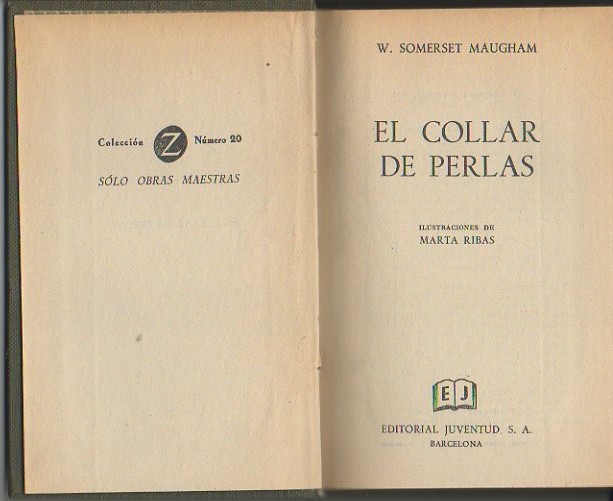 Colección Z Número 20
SÓLO OBRAS MAESTRAS
W. SOMERSET MAUGHAM
EL COLLAR
DE PERLAS
ILUSTRACIONES DE
MARTA RIBAS
EJ
EDITORIAL JUVENTUD, S. A.
BARCELONA